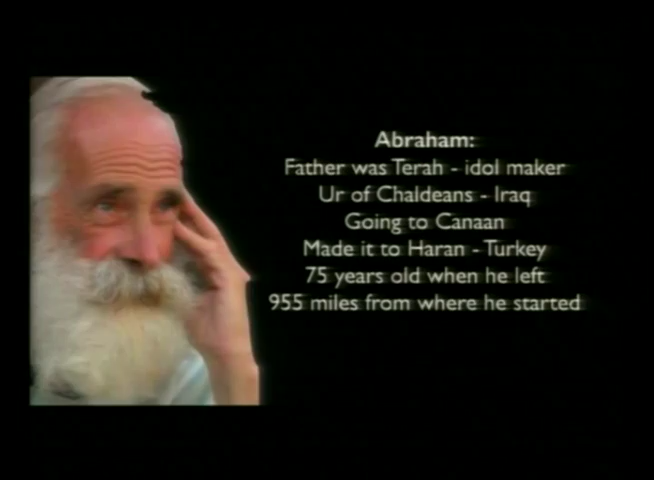 Abraham:
Father was Terah - idol maker
Ur of Chaldeans - Iraq
Going to Canaan
Made it to Haran - Turkey
75 years old when he left
955 miles from where he started